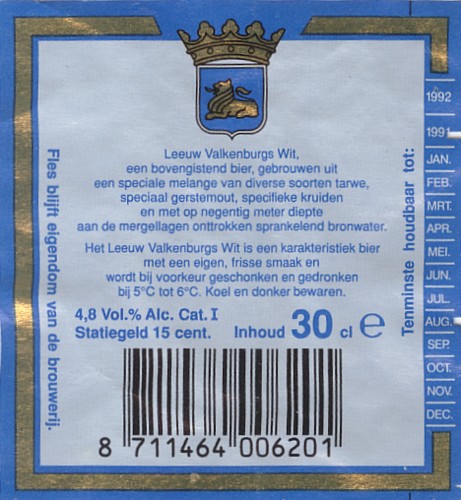 Leeuw Valkenburgs Wit,
een bovengistend bier, gebrouwen uit
een speciale melange van diverse soorten tarwe,
speciaal gerstemout, specifieke kruiden
en met op negentig meter diepte
aan de mergellagen onttrokken sprankelend bronwater.
Het Leeuw Valkenburgs Wit is een karakteristiek bier
met een eigen, frisse smaak en
wordt bij voorkeur geschonken en gedronken
bij 5°C tot 6°C. Koel en donker bewaren.
4,8 Vol.% Alc. Cat. I
Statiegeld 15 cent. Inhoud 30 cl e
8 711464 006201
Fles blijft eigendom van de brouwerij.
Tenminste houdbaar tot:
1992
1991
JAN.
FEB.
MRT.
APR.
MEI.
JUN.
JUL.
AUG.
SEP.
OCT.
NOV.
DEC.